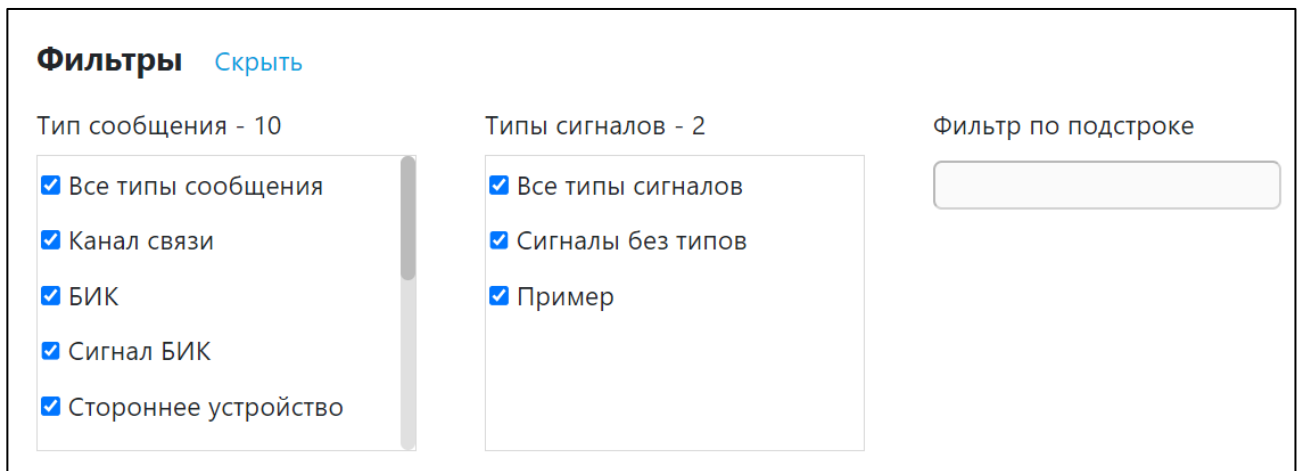 Фильтры Скрыть
Тип сообщения - 10
Все типы сообщения
Канал связи
БИК
Сигнал БИК
Стороннее устройство
Типы сигналов - 2
Все типы сигналов
Сигналы без типов
Пример
Фильтр по подстроке